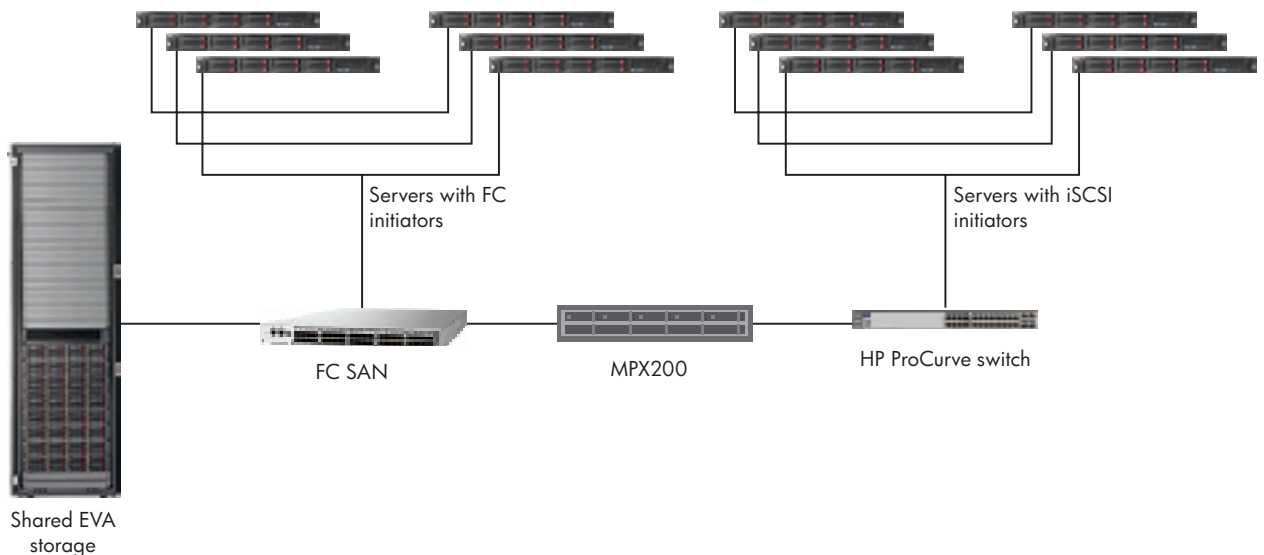 Servers with FC
initiators
Servers with iSCSI
initiators
FC SAN
MPX200
HP ProCurve switch
Shared EVA
storage